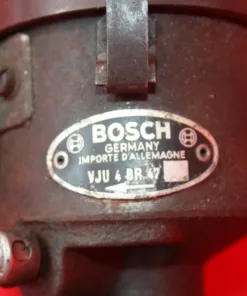 BOSCH
GERMANY
IMPORTE D'ALLEMAGNE
VJU 4 BR 47